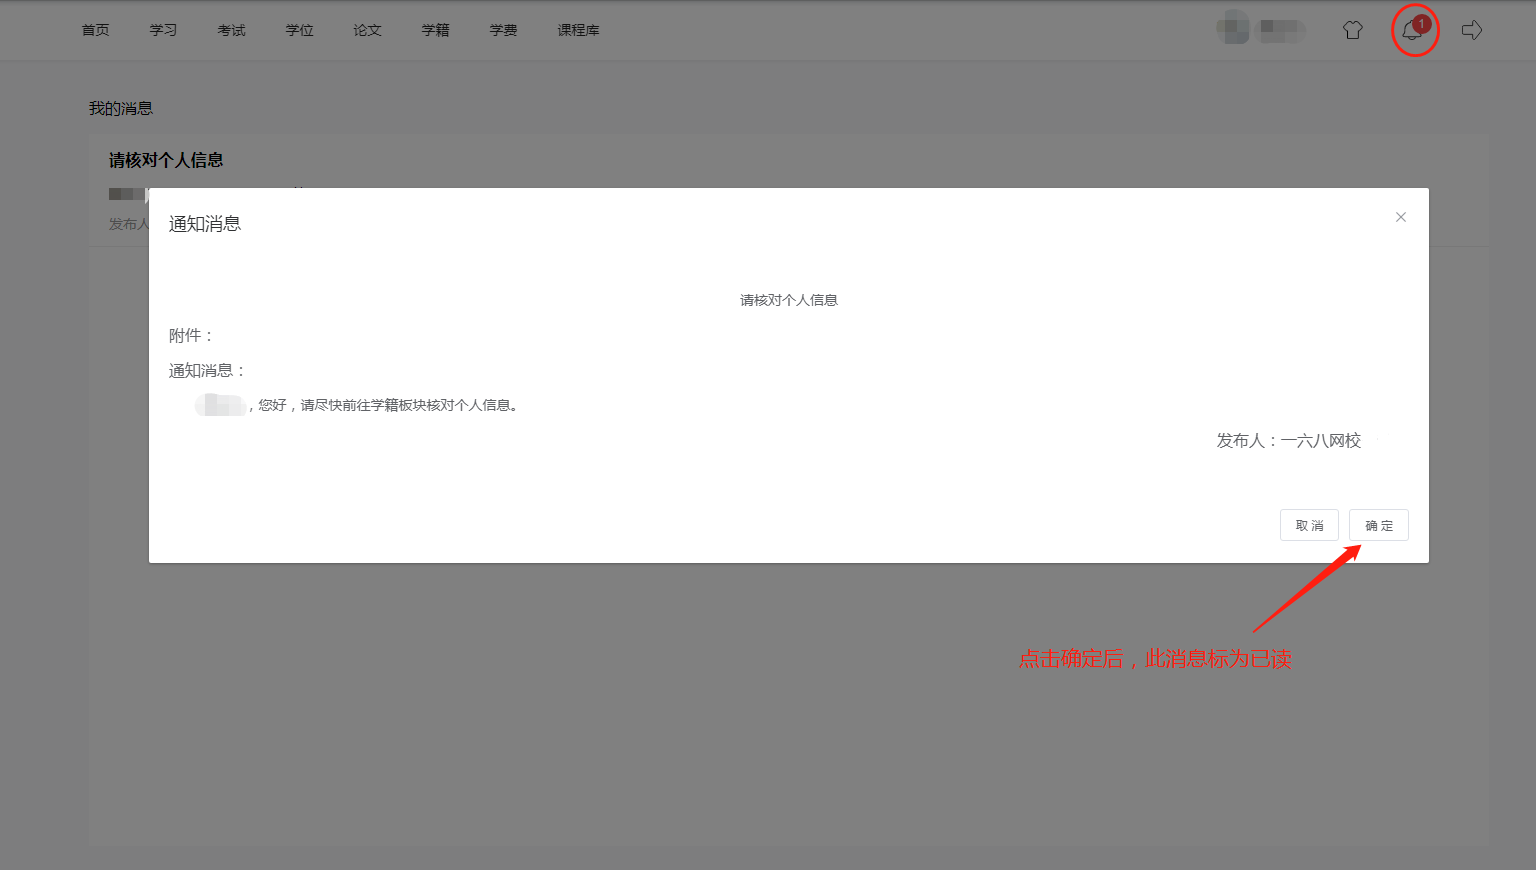 首页 学习 考试 学位 论文 学籍 学费 课程库
1
我的消息
请核对个人信息
发布人
通知消息
请核对个人信息
附件：
通知消息：
，您好，请尽快前往学籍板块核对个人信息。
发布人：一六八网校
取消 确定
点击确定后，此消息标为已读